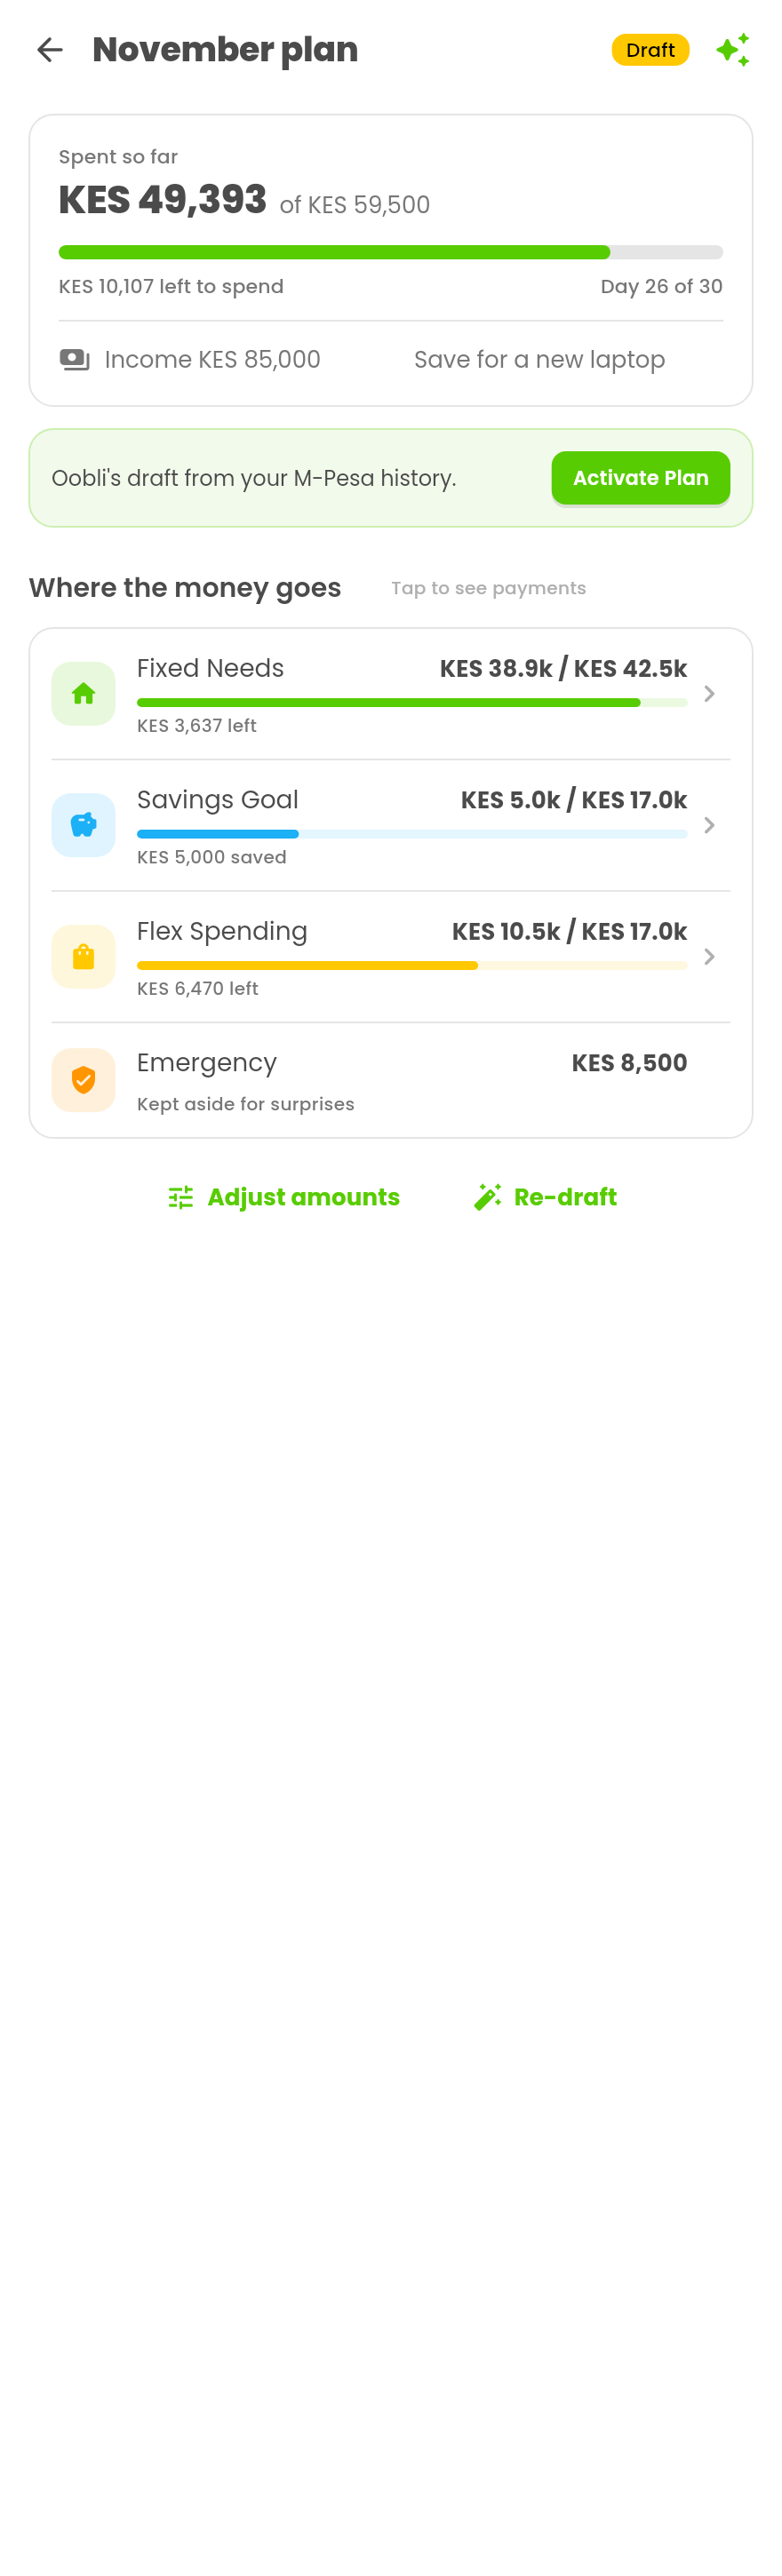 November plan
Draft
Spent so far
KES 49,393 of KES 59,500
KES 10,107 left to spend
Day 26 of 30
Income KES 85,000
Save for a new laptop
Oobli's draft from your M-Pesa history.
Activate Plan
Where the money goes
Tap to see payments
Fixed Needs
KES 38.9k / KES 42.5k
KES 3,637 left
Savings Goal
KES 5.0k / KES 17.0k
KES 5,000 saved
Flex Spending
KES 10.5k / KES 17.0k
KES 6,470 left
Emergency
KES 8,500
Kept aside for surprises
Adjust amounts
Re-draft